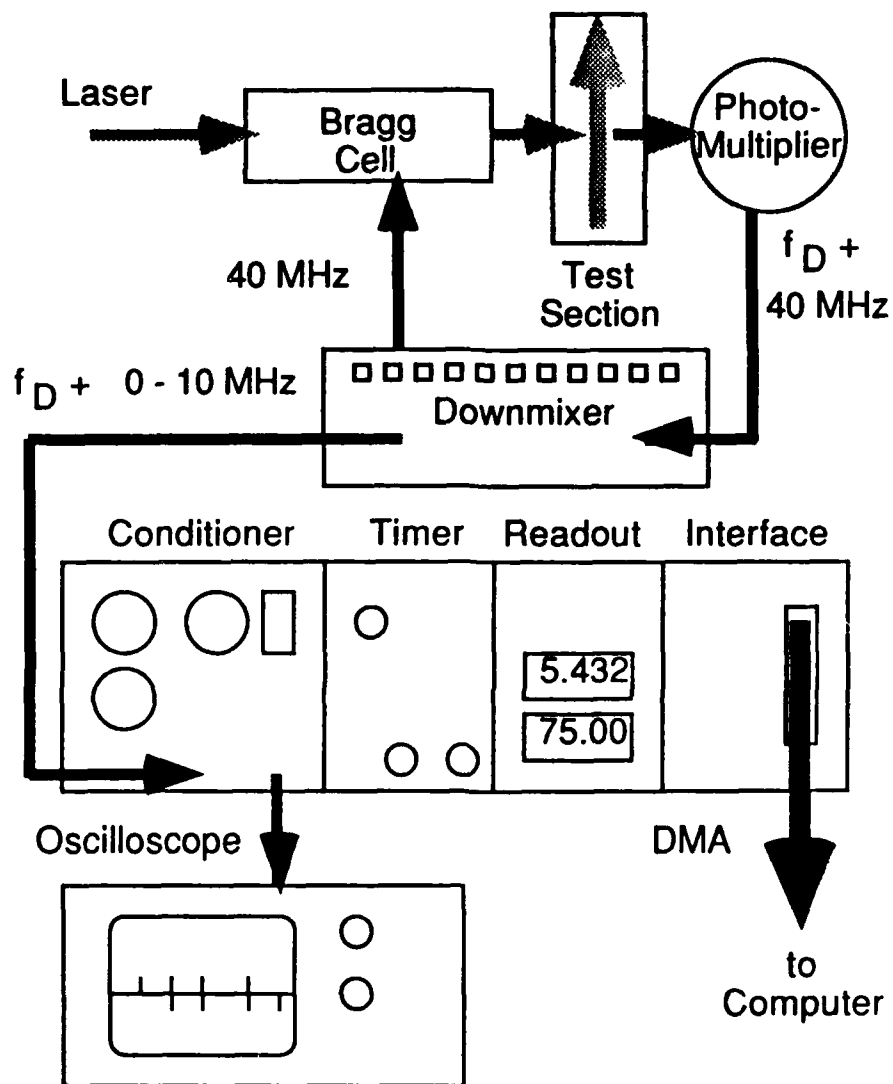 Laser
Bragg
Cell
Photo-
Multiplier
40 MHz
Test
Section
f D +
40 MHz
f D + 0 - 10 MHz
Downmixer
Conditioner
Timer
Readout
Interface
5.432
75.00
Oscilloscope
DMA
to
Computer